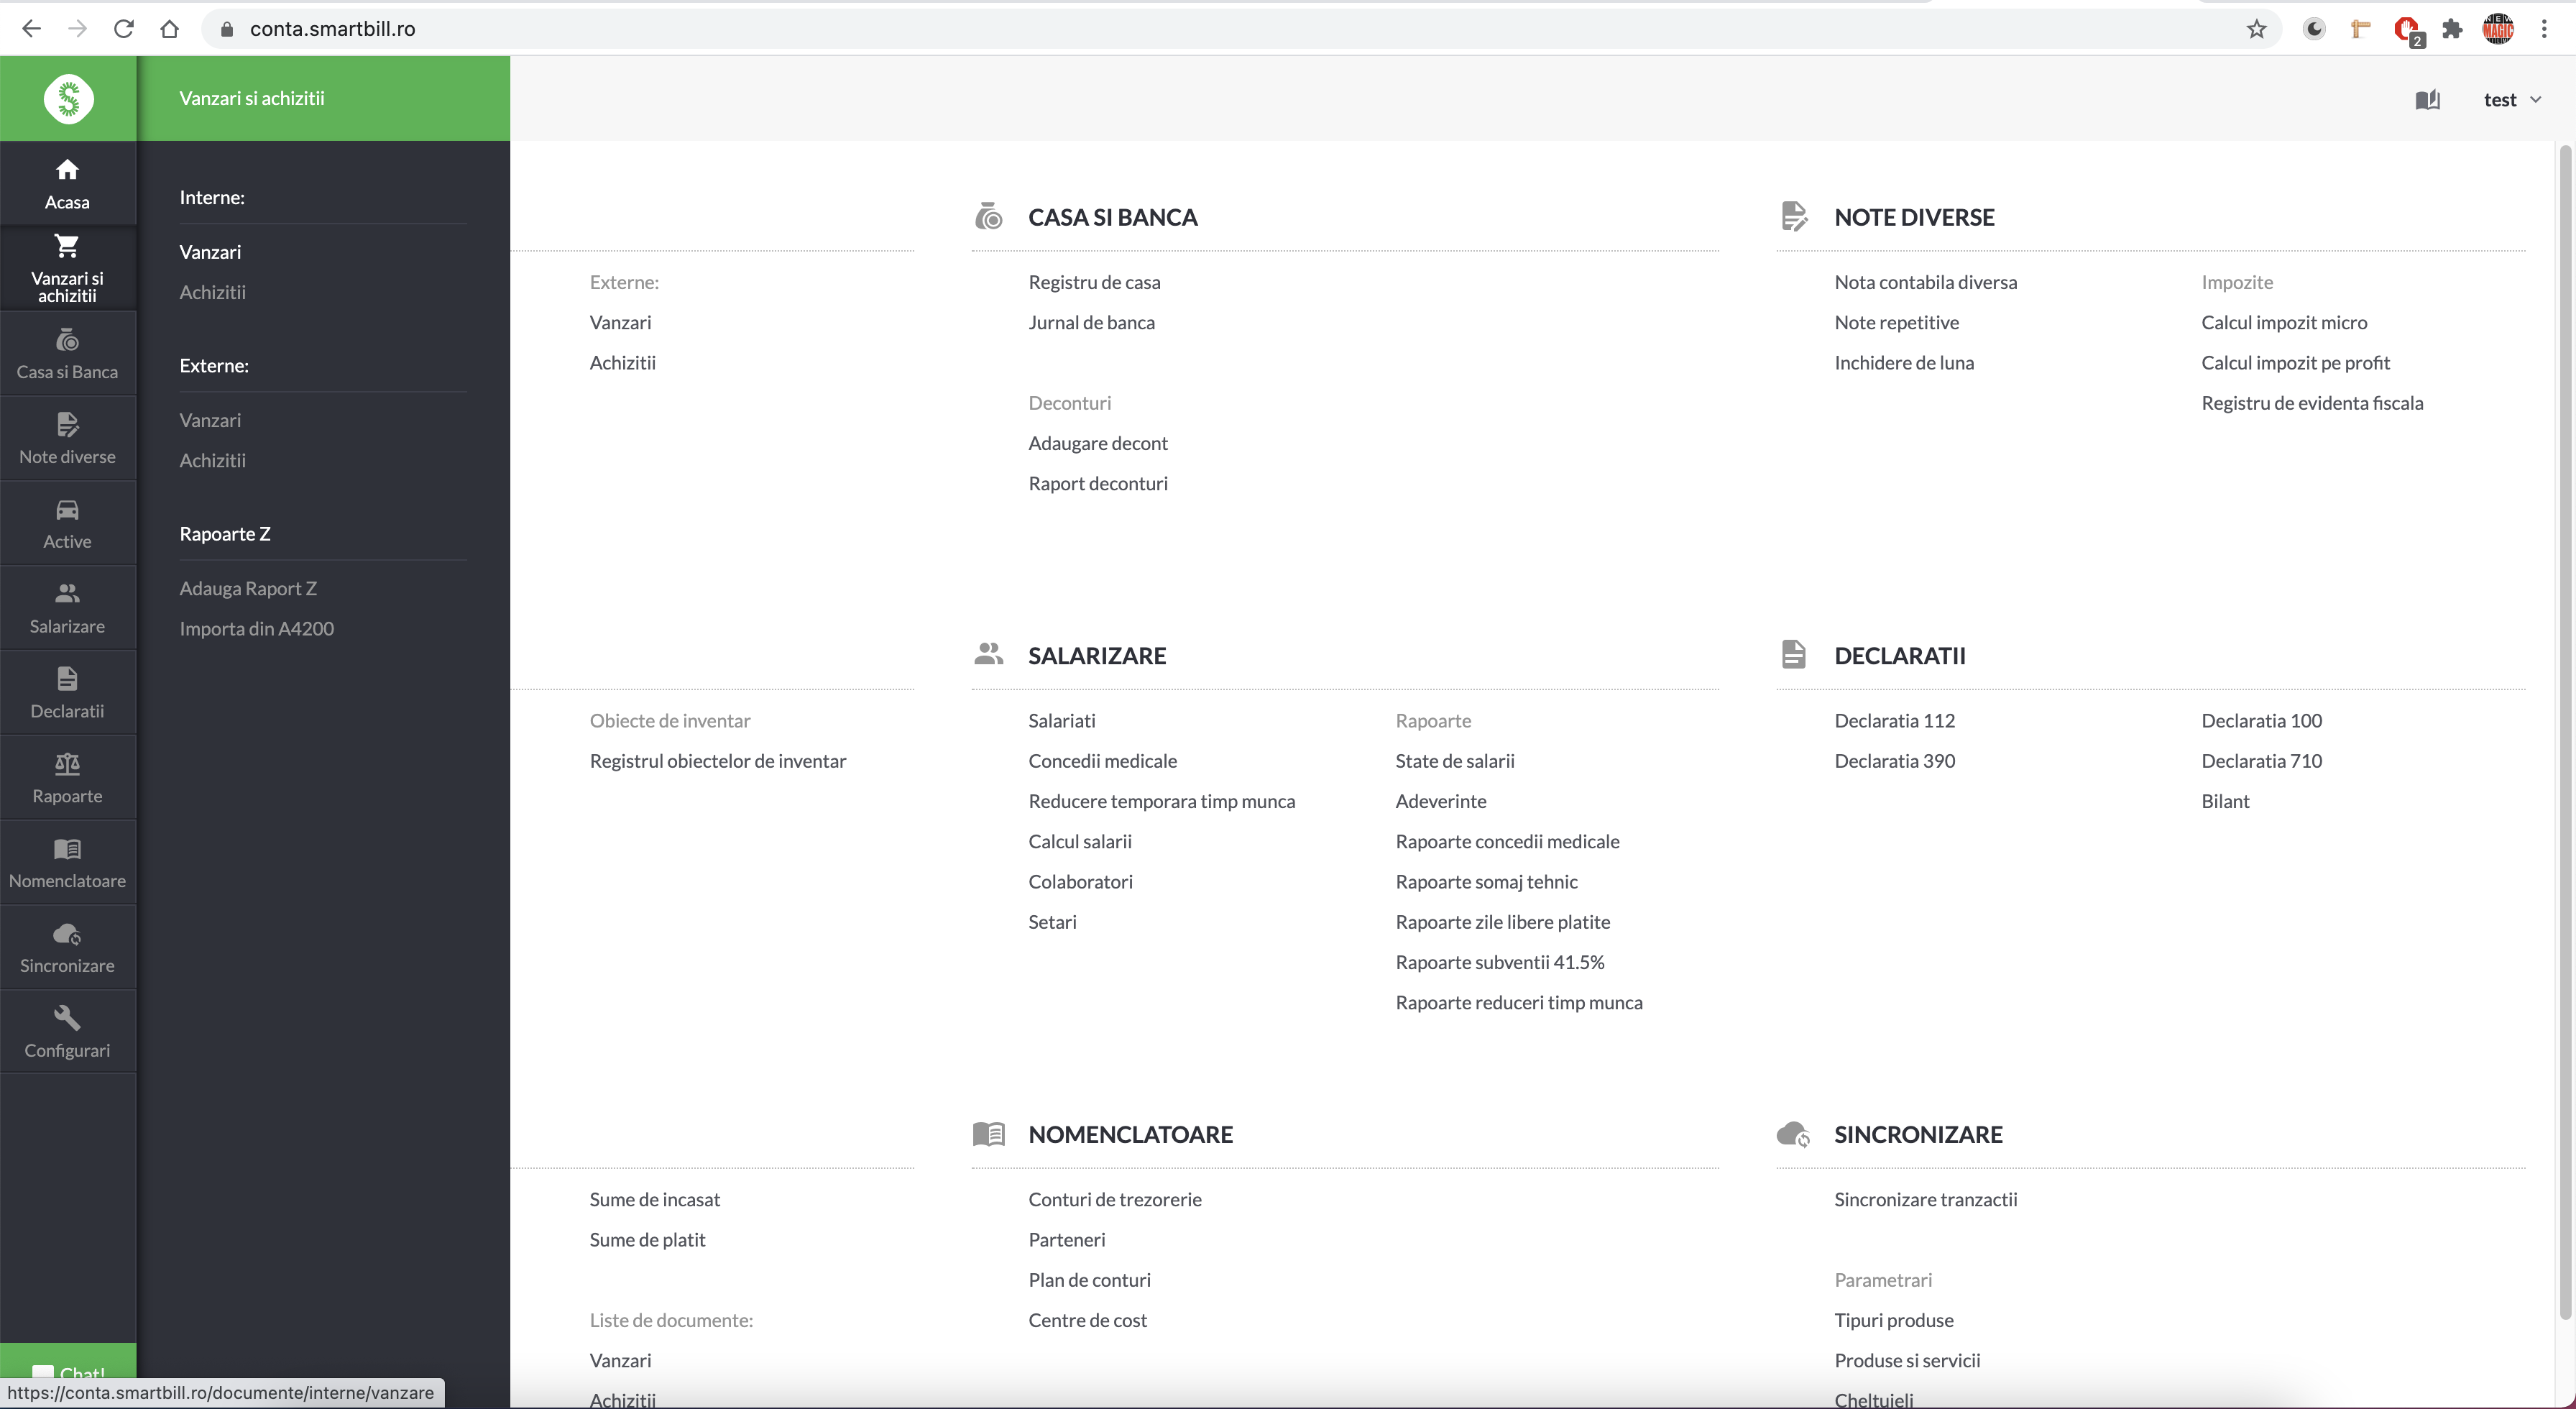 conta.smartbill.ro
2
NEW
MAGIC
Vanzari si achizitii
test
Acasa
Vanzari si
achizitii
Casa si Banca
Note diverse
Active
Salarizare
Declaratii
Rapoarte
Nomenclatoare
Sincronizare
Configurari
Chat!
Interne:
Vanzari
Achizitii
Externe:
Vanzari
Achizitii
Rapoarte Z
Adauga Raport Z
Importa din A4200
Externe:
Vanzari
Achizitii
CASA SI BANCA
Registru de casa
Jurnal de banca
Deconturi
Adaugare decont
Raport deconturi
NOTE DIVERSE
Nota contabila diversa
Note repetitive
Inchidere de luna
Impozite
Calcul impozit micro
Calcul impozit pe profit
Registru de evidenta fiscala
Obiecte de inventar
Registrul obiectelor de inventar
SALARIZARE
Salariati
Concedii medicale
Reducere temporara timp munca
Calcul salarii
Colaboratori
Setari
Rapoarte
State de salarii
Adeverinte
Rapoarte concedii medicale
Rapoarte somaj tehnic
Rapoarte zile libere platite
Rapoarte subventii 41.5%
Rapoarte reduceri timp munca
DECLARATII
Declaratia 112
Declaratia 390
Declaratia 100
Declaratia 710
Bilant
Sume de incasat
Sume de platit
Liste de documente:
Vanzari
Achizitii
NOMENCLATOARE
Conturi de trezorerie
Parteneri
Plan de conturi
Centre de cost
SINCRONIZARE
Sincronizare tranzactii
Parametrari
Tipuri produse
Produse si servicii
Cheltuieli
https://conta.smartbill.ro/documente/interne/vanzare